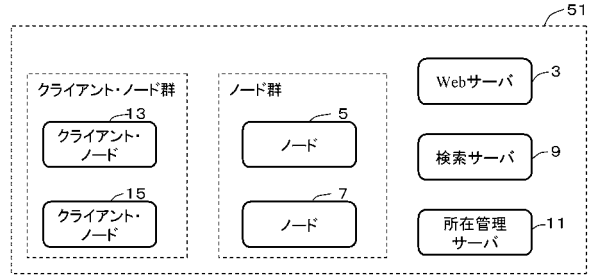 51
クライアント・ノード群
13
クライアント・
ノード
15
クライアント・
ノード
ノード群
5
ノード
7
ノード
Webサーバ
3
検索サーバ
9
所在管理
サーバ
11